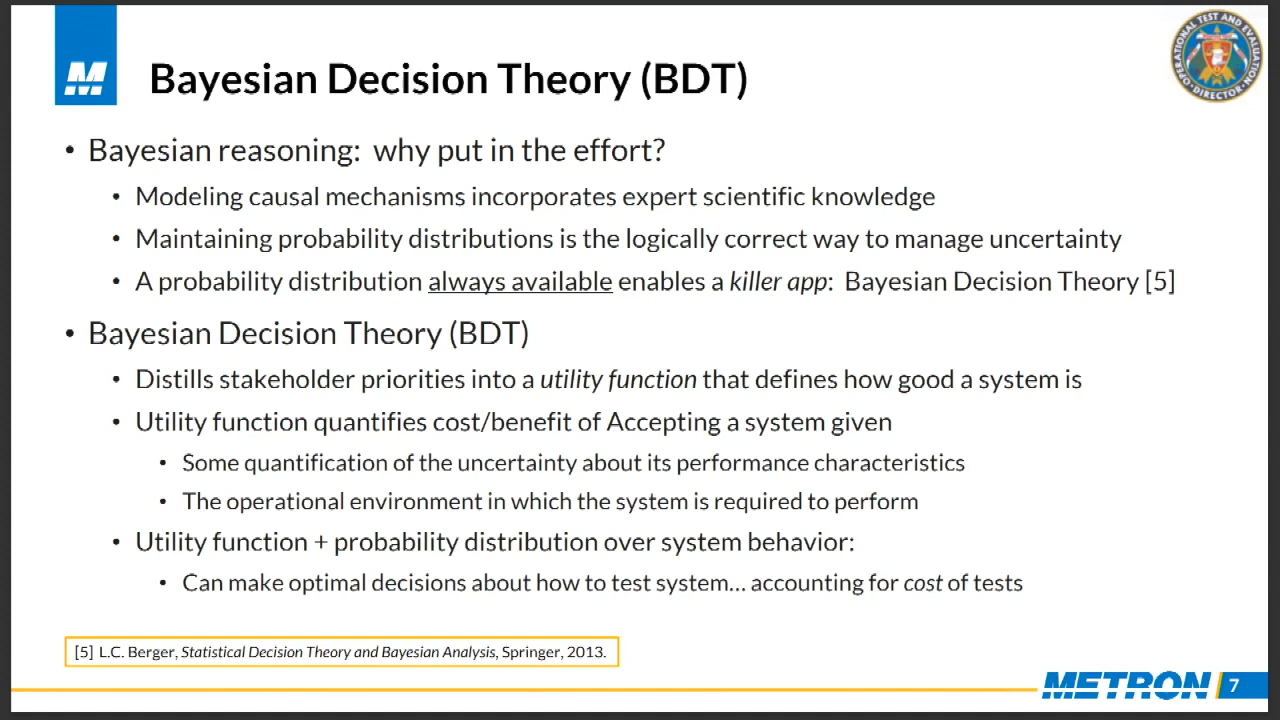 Bayesian Decision Theory (BDT)
OPERATIONAL TEST AND EVALUATION
DIRECTOR
• Bayesian reasoning: why put in the effort?
• Modeling causal mechanisms incorporates expert scientific knowledge
• Maintaining probability distributions is the logically correct way to manage uncertainty
• A probability distribution always available enables a killer app: Bayesian Decision Theory [5]
• Bayesian Decision Theory (BDT)
• Distills stakeholder priorities into a utility function that defines how good a system is
• Utility function quantifies cost/benefit of Accepting a system given
• Some quantification of the uncertainty about its performance characteristics
• The operational environment in which the system is required to perform
• Utility function + probability distribution over system behavior:
• Can make optimal decisions about how to test system... accounting for cost of tests
[5] L.C. Berger, Statistical Decision Theory and Bayesian Analysis, Springer, 2013.
METRON 7